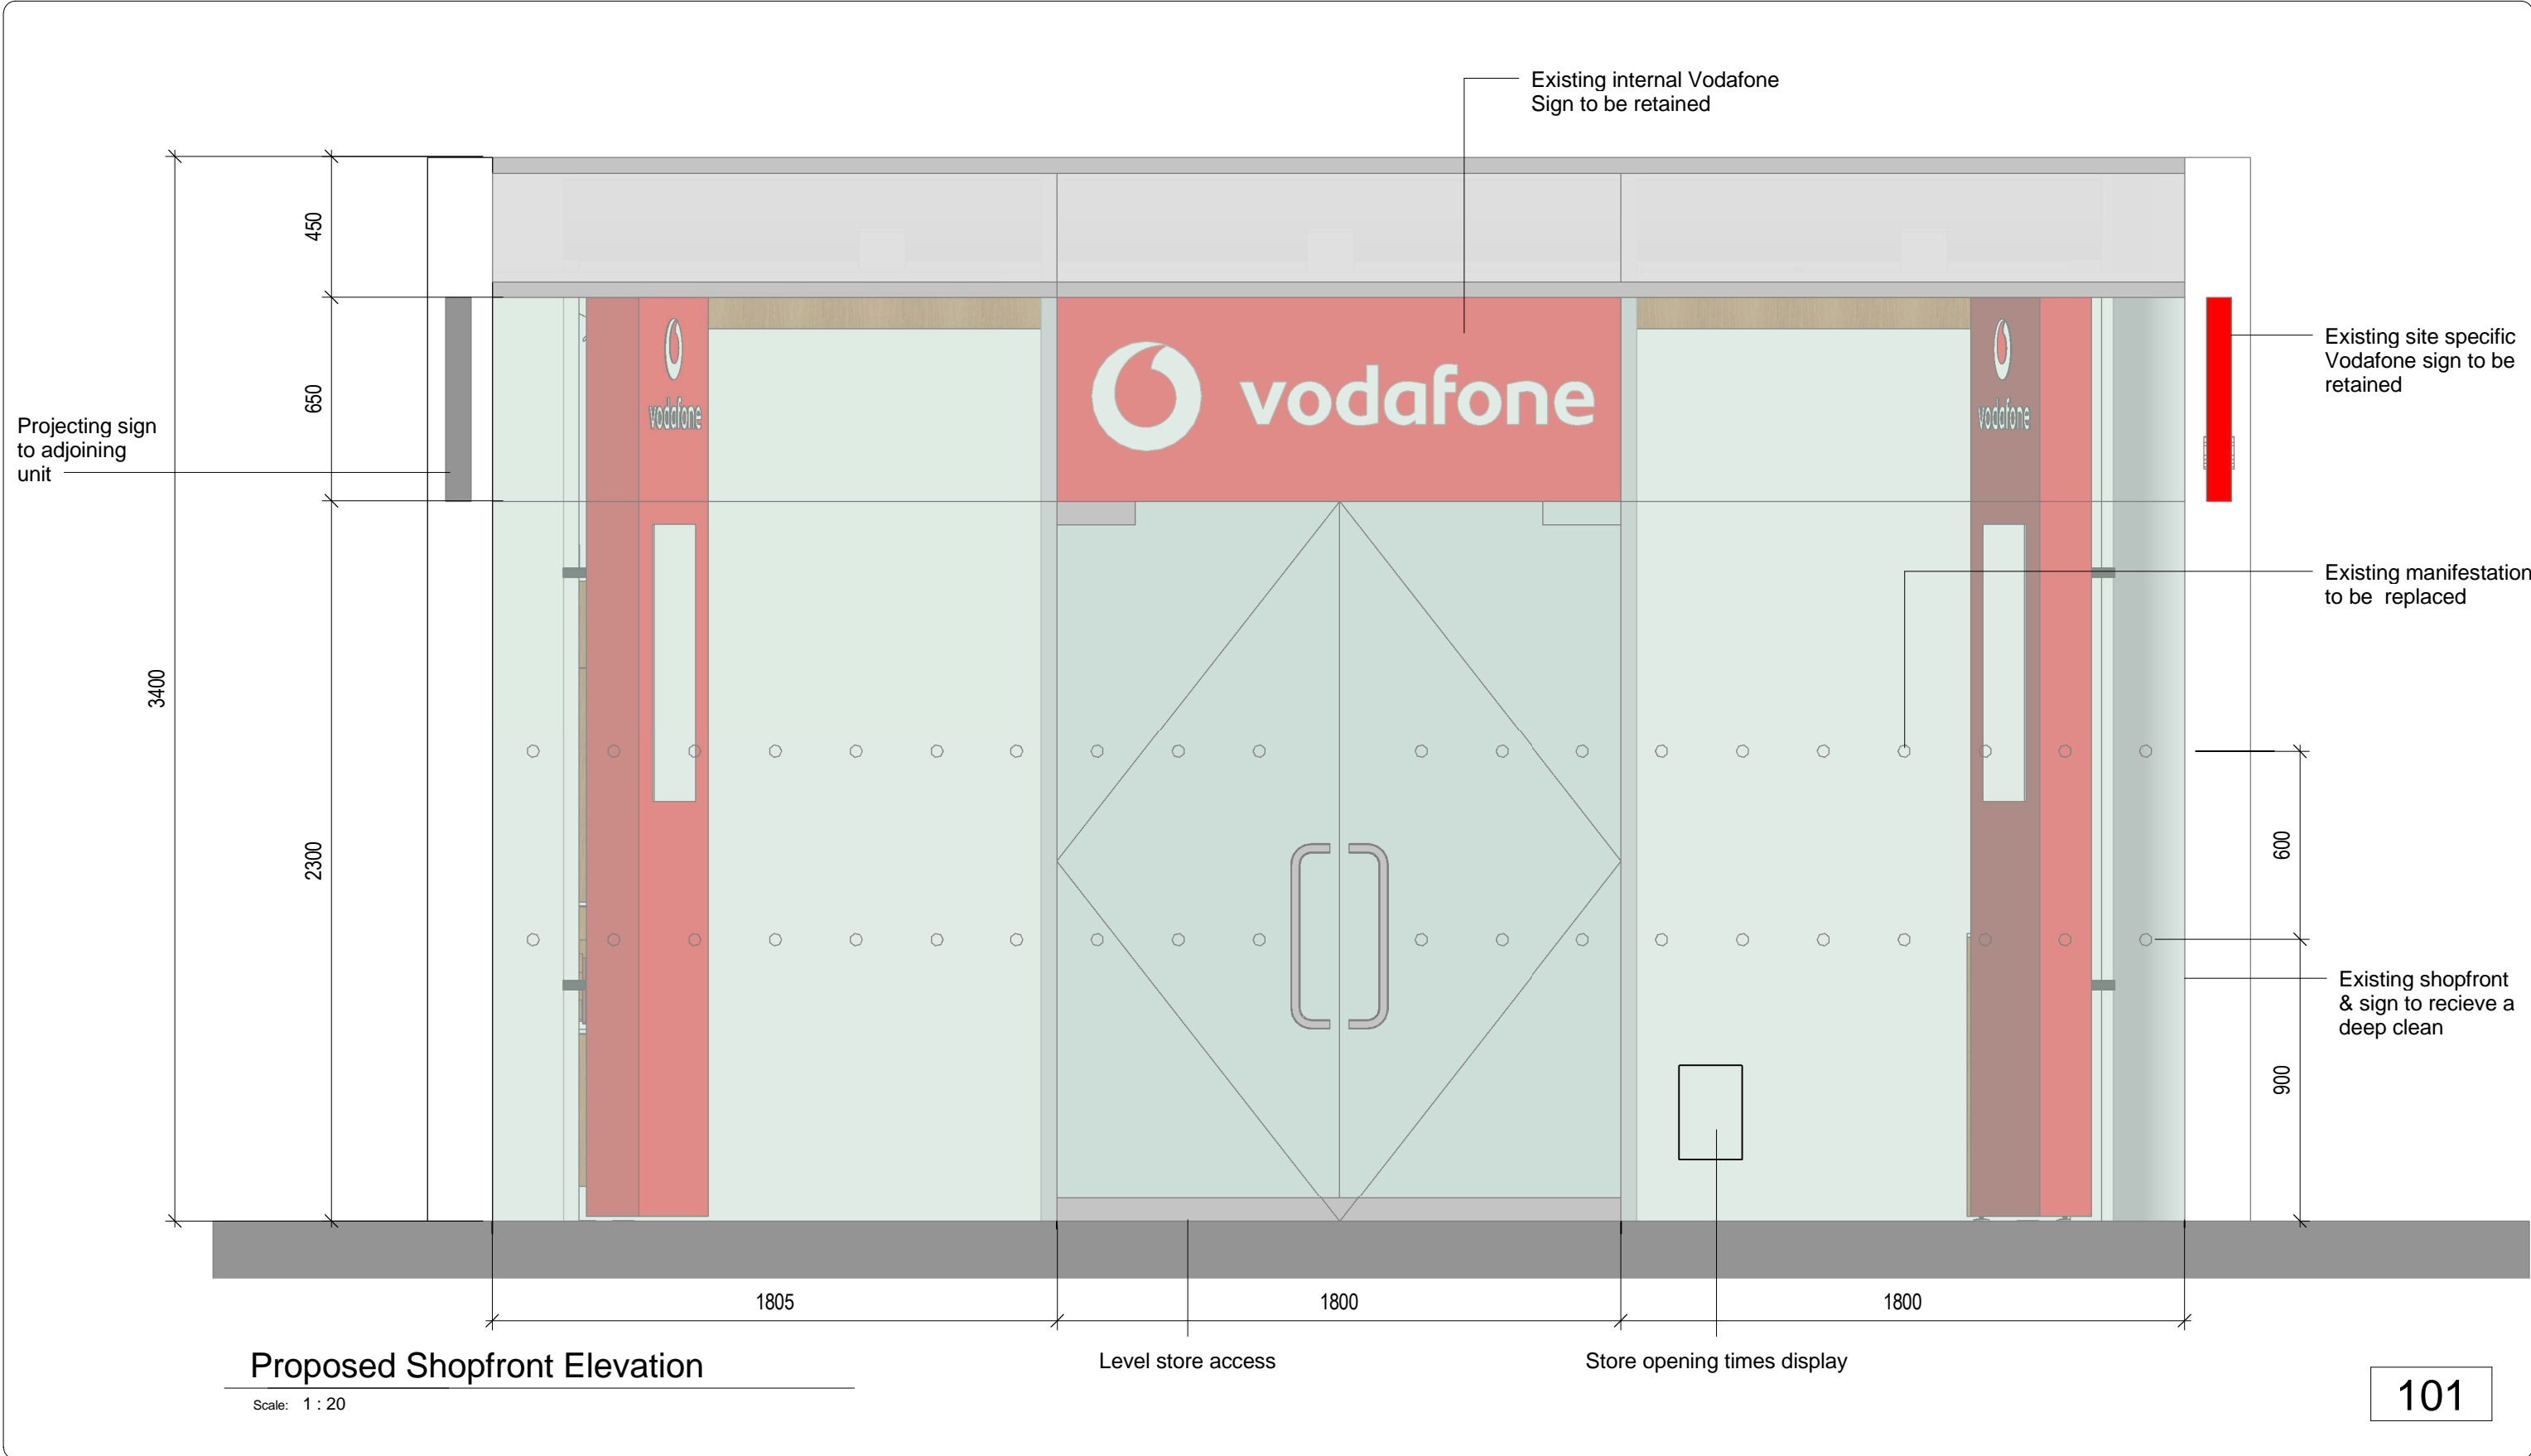 Existing internal Vodafone
Sign to be retained
450
650
3400
2300
Projecting sign
to adjoining
unit
vodafone
vodafone
vodafone
Existing site specific
Vodafone sign to be
retained
Existing manifestation
to be replaced
600
900
Existing shopfront
& sign to recieve a
deep clean
1805
1800
1800
Proposed Shopfront Elevation
Scale: 1 : 20
Level store access
Store opening times display
101